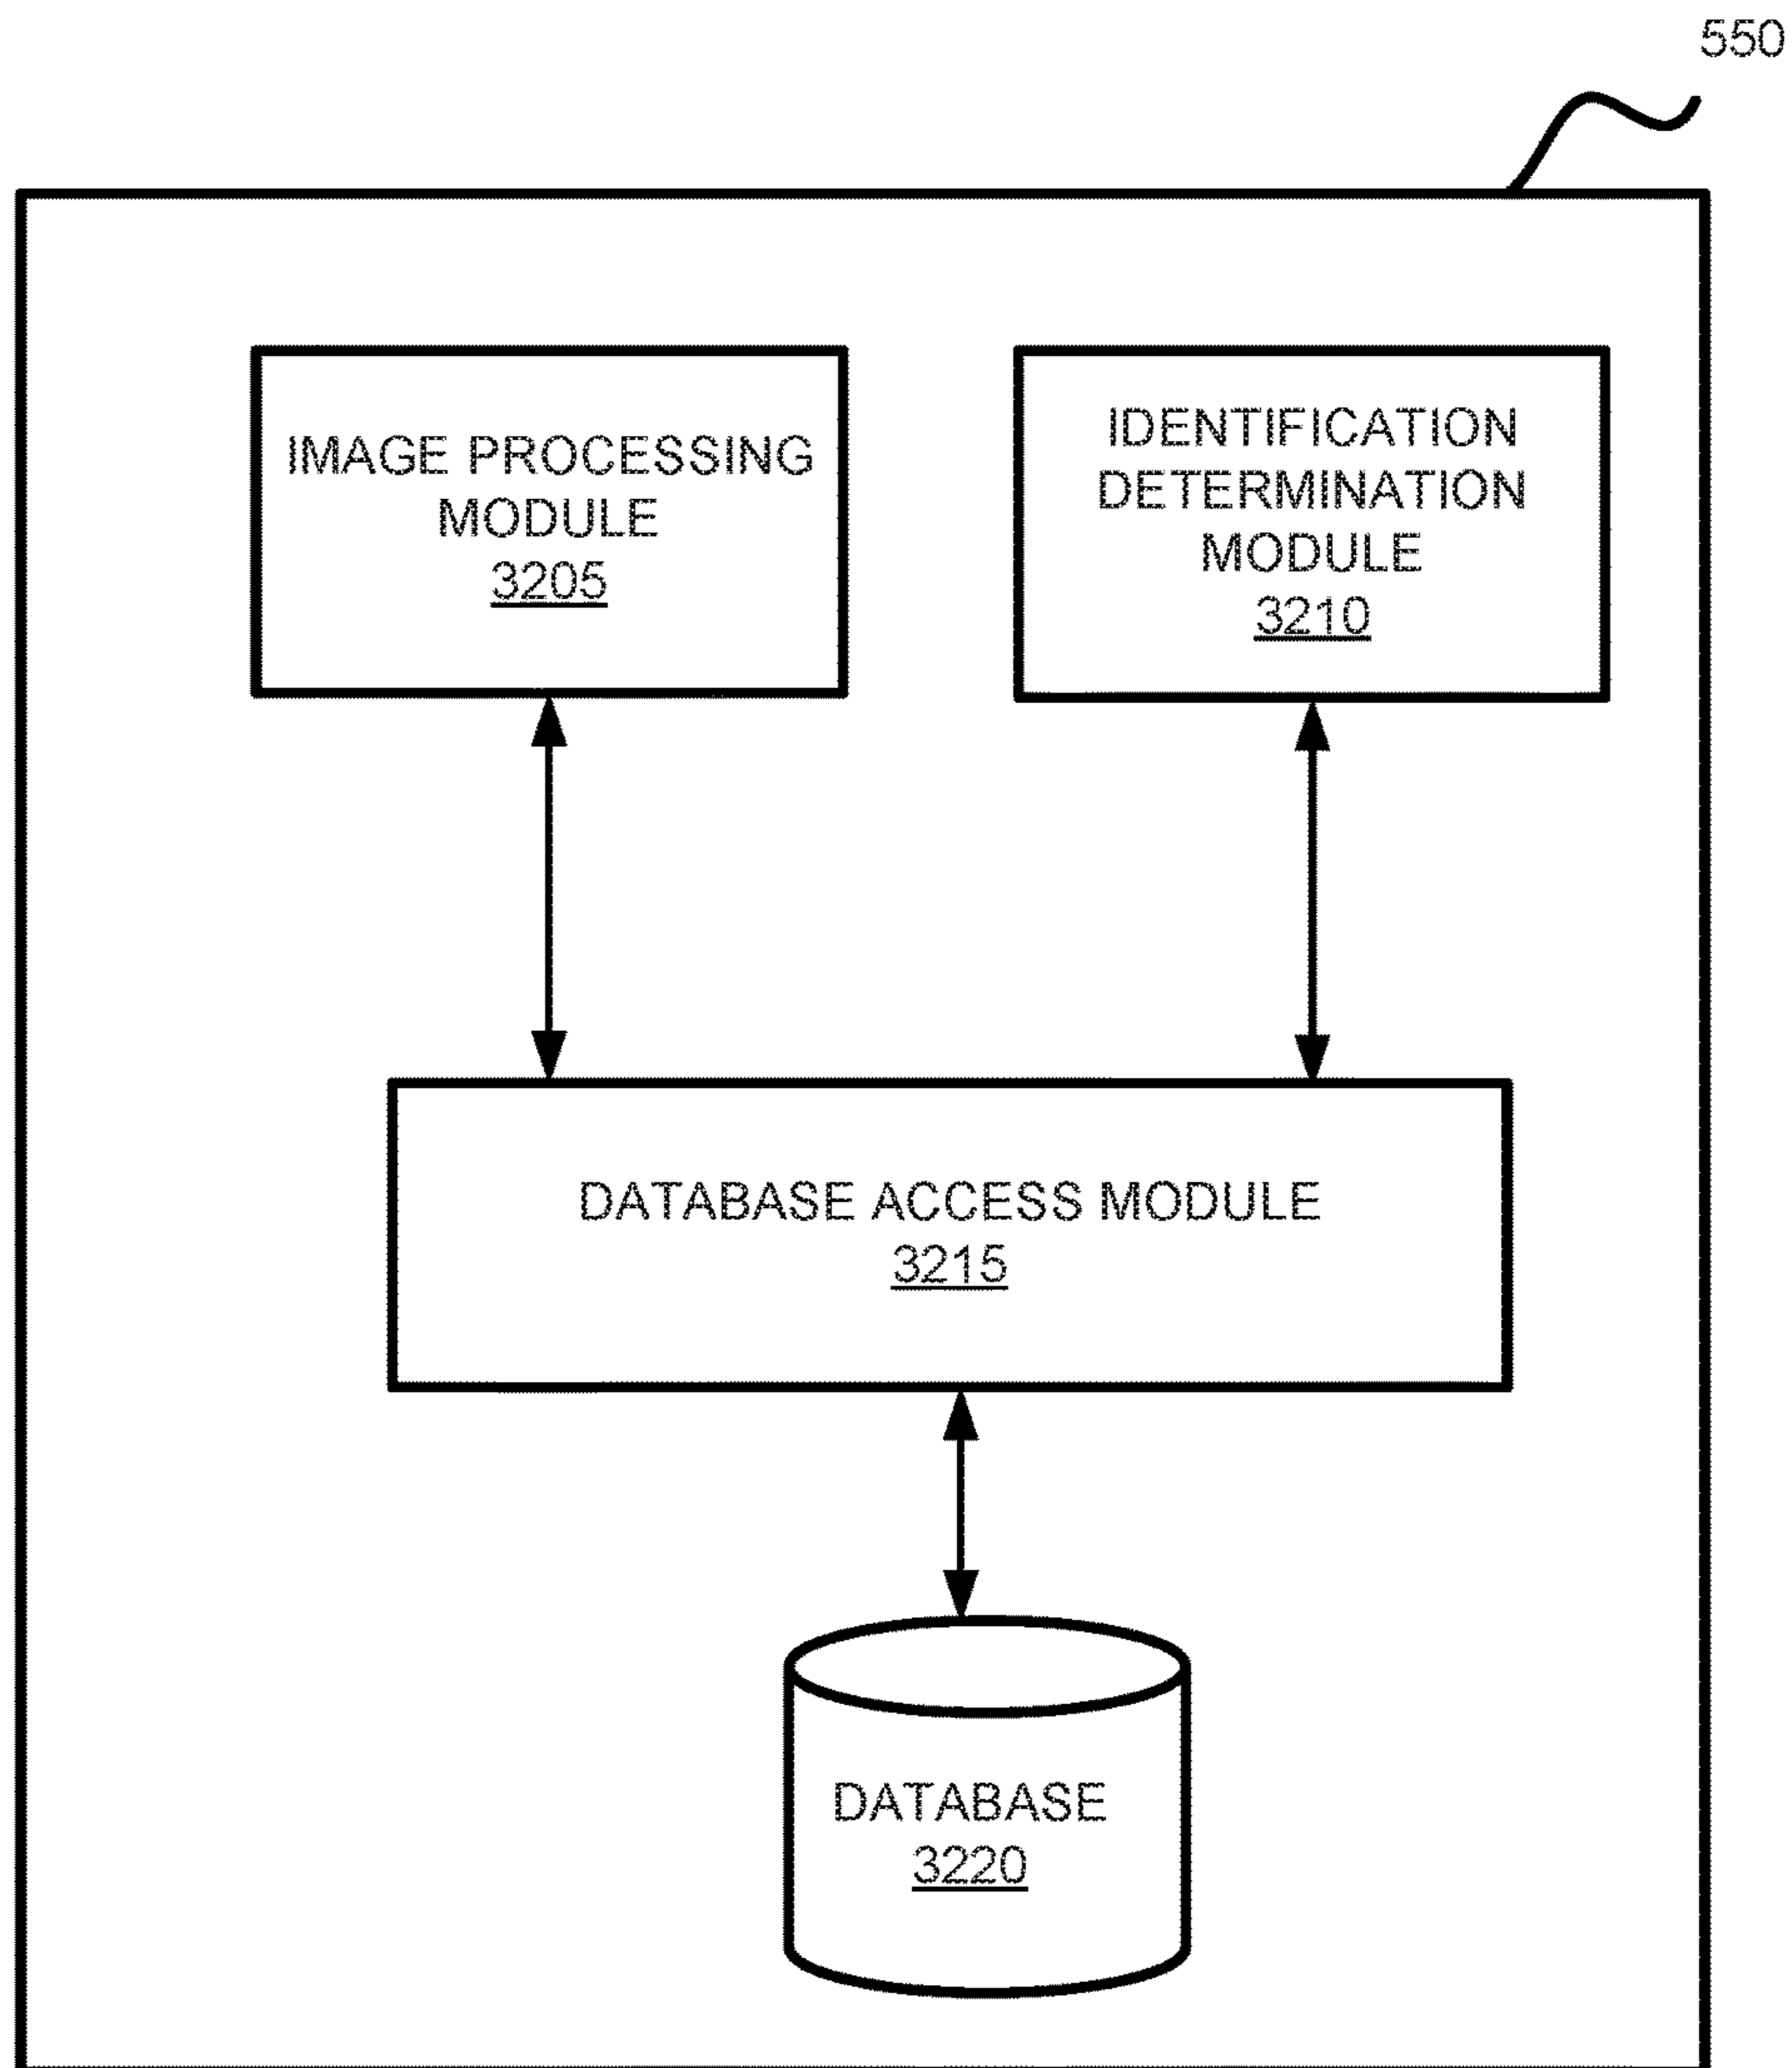 550
IMAGE PROCESSING
MODULE
3205
IDENTIFICATION
DETERMINATION
MODULE
3210
DATABASE ACCESS MODULE
3215
DATABASE
3220